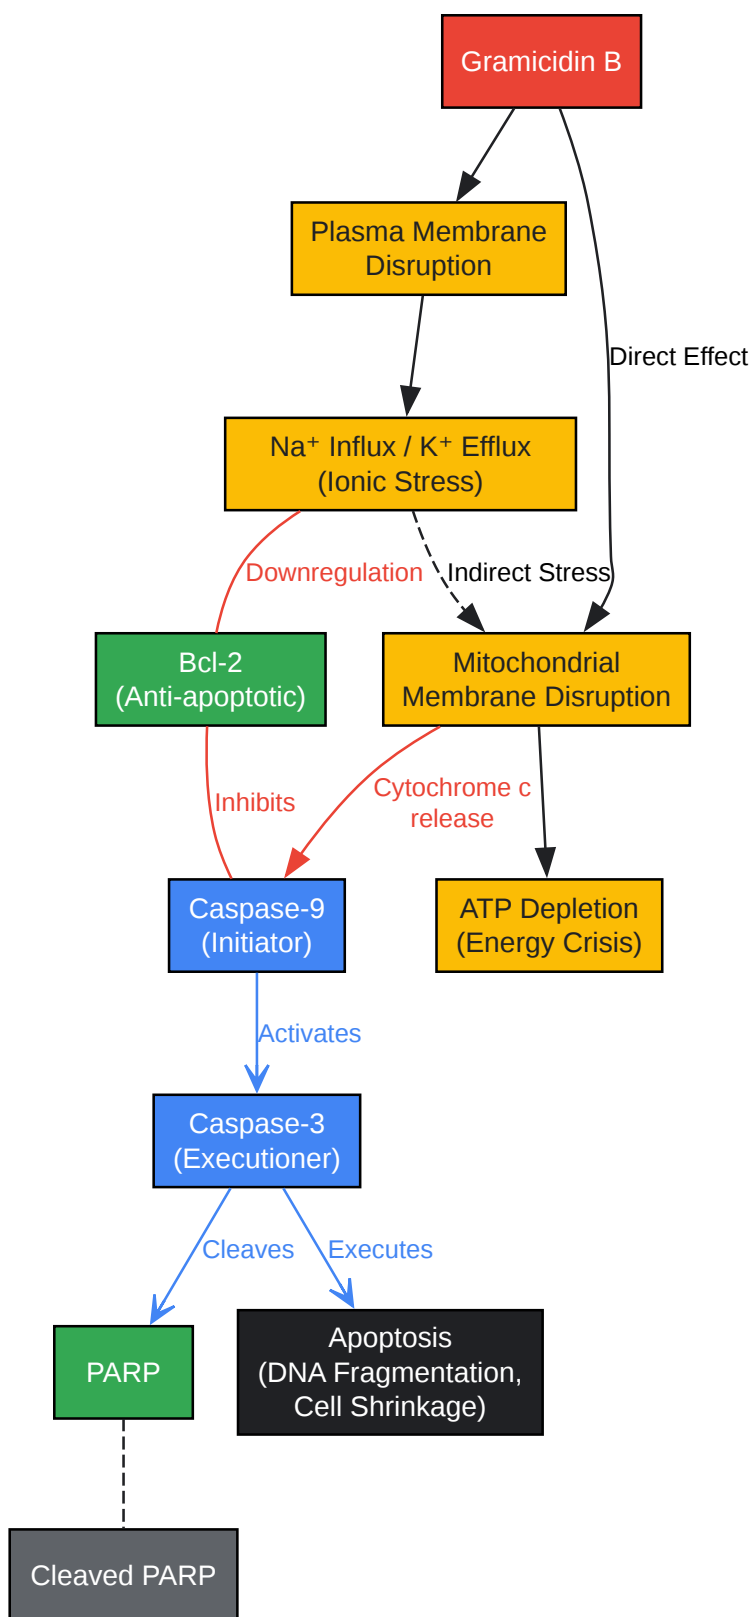 Gramicidin B
Plasma Membrane
Disruption
Direct Effect
Na⁺ Influx / K⁺ Efflux
(Ionic Stress)
Downregulation
Indirect Stress
Bcl-2
(Anti-apoptotic)
Mitochondrial
Membrane Disruption
Inhibits
Cytochrome c
release
Caspase-9
(Initiator)
ATP Depletion
(Energy Crisis)
Activates
Caspase-3
(Executioner)
Cleaves
Executes
PARP
Apoptosis
(DNA Fragmentation,
Cell Shrinkage)
Cleaved PARP